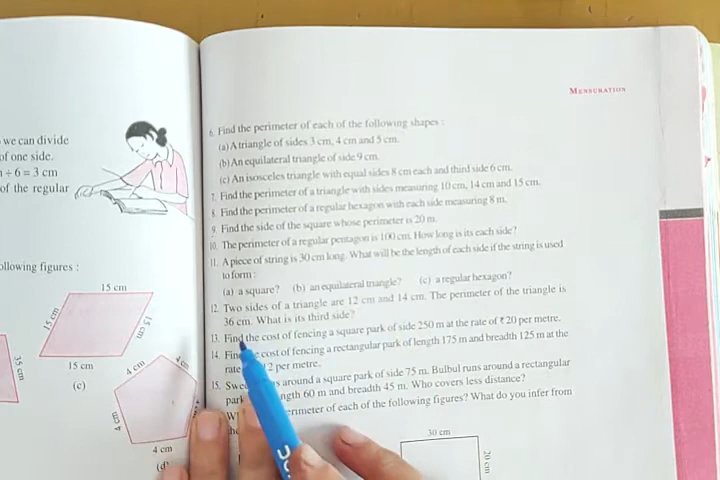 we can divide
of one side.
÷ 6 = 3 cm
of the regular
ollowing figures :
15 cm
15 cm
15 cm
15 cm
(c)
35 cm
4 cm
4 cm
4 cm
4 cm
(d)
MENSURATION
6. Find the perimeter of each of the following shapes :
(a) A triangle of sides 3 cm, 4 cm and 5 cm.
(b) An equilateral triangle of side 9 cm.
(c) An isosceles triangle with equal sides 8 cm each and third side 6 cm.
7. Find the perimeter of a triangle with sides measuring 10 cm, 14 cm and 15 cm.
8. Find the perimeter of a regular hexagon with each side measuring 8 m.
9. Find the side of the square whose perimeter is 20 m.
10. The perimeter of a regular pentagon is 100 cm. How long is its each side?
11. A piece of string is 30 cm long. What will be the length of each side if the string is used
to form :
(a) a square? (b) an equilateral triangle? (c) a regular hexagon?
12. Two sides of a triangle are 12 cm and 14 cm. The perimeter of the triangle is
36 cm. What is its third side?
13. Find the cost of fencing a square park of side 250 m at the rate of ₹ 20 per metre.
14. Fin e cost of fencing a rectangular park of length 175 m and breadth 125 m at the
rate 2 per metre.
15. Swe s around a square park of side 75 m. Bulbul runs around a rectangular
park ngth 60 m and breadth 45 m. Who covers less distance?
W erimeter of each of the following figures? What do you infer from
30 cm
20 cm